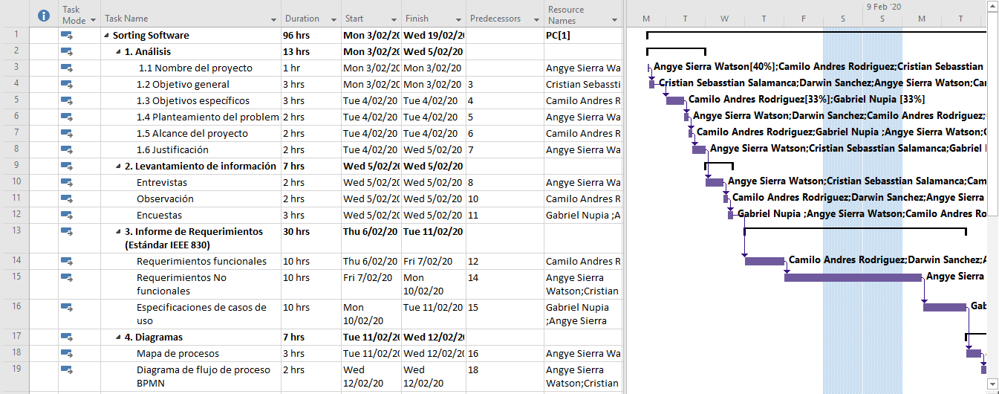 Task Mode Task Name Duration Start Finish Predecessors Resource Names
9 Feb '20
M T W T F S S M T
1 Sorting Software 96 hrs Mon 3/02/20 Wed 19/02/ PC[1]
2 1. Análisis 13 hrs Mon 3/02/20 Wed 5/02/20
3 1.1 Nombre del proyecto 1 hr Mon 3/02/20 Mon 3/02/20 Angye Sierra Wa Angye Sierra Watson[40%];Camilo Andres Rodriguez;Cristian Sebasstian
4 1.2 Objetivo general 3 hrs Mon 3/02/20 Mon 3/02/20 3 Cristian Sebasti Cristian Sebasstian Salamanca;Darwin Sanchez;Angye Sierra Watson;Cam
5 1.3 Objetivos específicos 3 hrs Tue 4/02/20 Tue 4/02/20 4 Camilo Andres R Camilo Andres Rodriguez[33%];Gabriel Nupia [33%]
6 1.4 Planteamiento del problem 2 hrs Tue 4/02/20 Tue 4/02/20 5 Angye Sierra Wa Angye Sierra Watson;Darwin Sanchez;Camilo Andres Rodriguez;
7 1.5 Alcance del proyecto 2 hrs Tue 4/02/20 Tue 4/02/20 6 Camilo Andres R Camilo Andres Rodriguez;Gabriel Nupia ;Angye Sierra Watson;
8 1.6 Justificación 2 hrs Tue 4/02/20 Wed 5/02/20 7 Angye Sierra Wa Angye Sierra Watson;Cristian Sebasstian Salamanca;Gabriel
9 2. Levantamiento de información 7 hrs Wed 5/02/20 Wed 5/02/20
10 Entrevistas 2 hrs Wed 5/02/20 Wed 5/02/20 8 Angye Sierra Wa Angye Sierra Watson;Cristian Sebasstian Salamanca;Cam
11 Observación 2 hrs Wed 5/02/20 Wed 5/02/20 10 Camilo Andres R Camilo Andres Rodriguez;Darwin Sanchez;Angye Sierra
12 Encuestas 3 hrs Wed 5/02/20 Wed 5/02/20 11 Gabriel Nupia ;A Gabriel Nupia ;Angye Sierra Watson;Camilo Andres Ro
13 3. Informe de Requerimientos (Estándar IEEE 830) 30 hrs Thu 6/02/20 Tue 11/02/20
14 Requerimientos funcionales 10 hrs Thu 6/02/20 Fri 7/02/20 12 Camilo Andres R Camilo Andres Rodriguez;Darwin Sanchez;A
15 Requerimientos No funcionales 10 hrs Fri 7/02/20 Mon 10/02/20 14 Angye Sierra Watson;Cristian Angye Sierra
16 Especificaciones de casos de uso 10 hrs Mon 10/02/20 Tue 11/02/20 15 Gabriel Nupia ;Angye Sierra Gab
17 4. Diagramas 7 hrs Tue 11/02/20 Wed 12/02/20
18 Mapa de procesos 3 hrs Tue 11/02/20 Wed 12/02/20 16 Angye Sierra Wa
19 Diagrama de flujo de proceso BPMN 2 hrs Wed 12/02/20 Wed 12/02/20 18 Angye Sierra Watson;Cristian